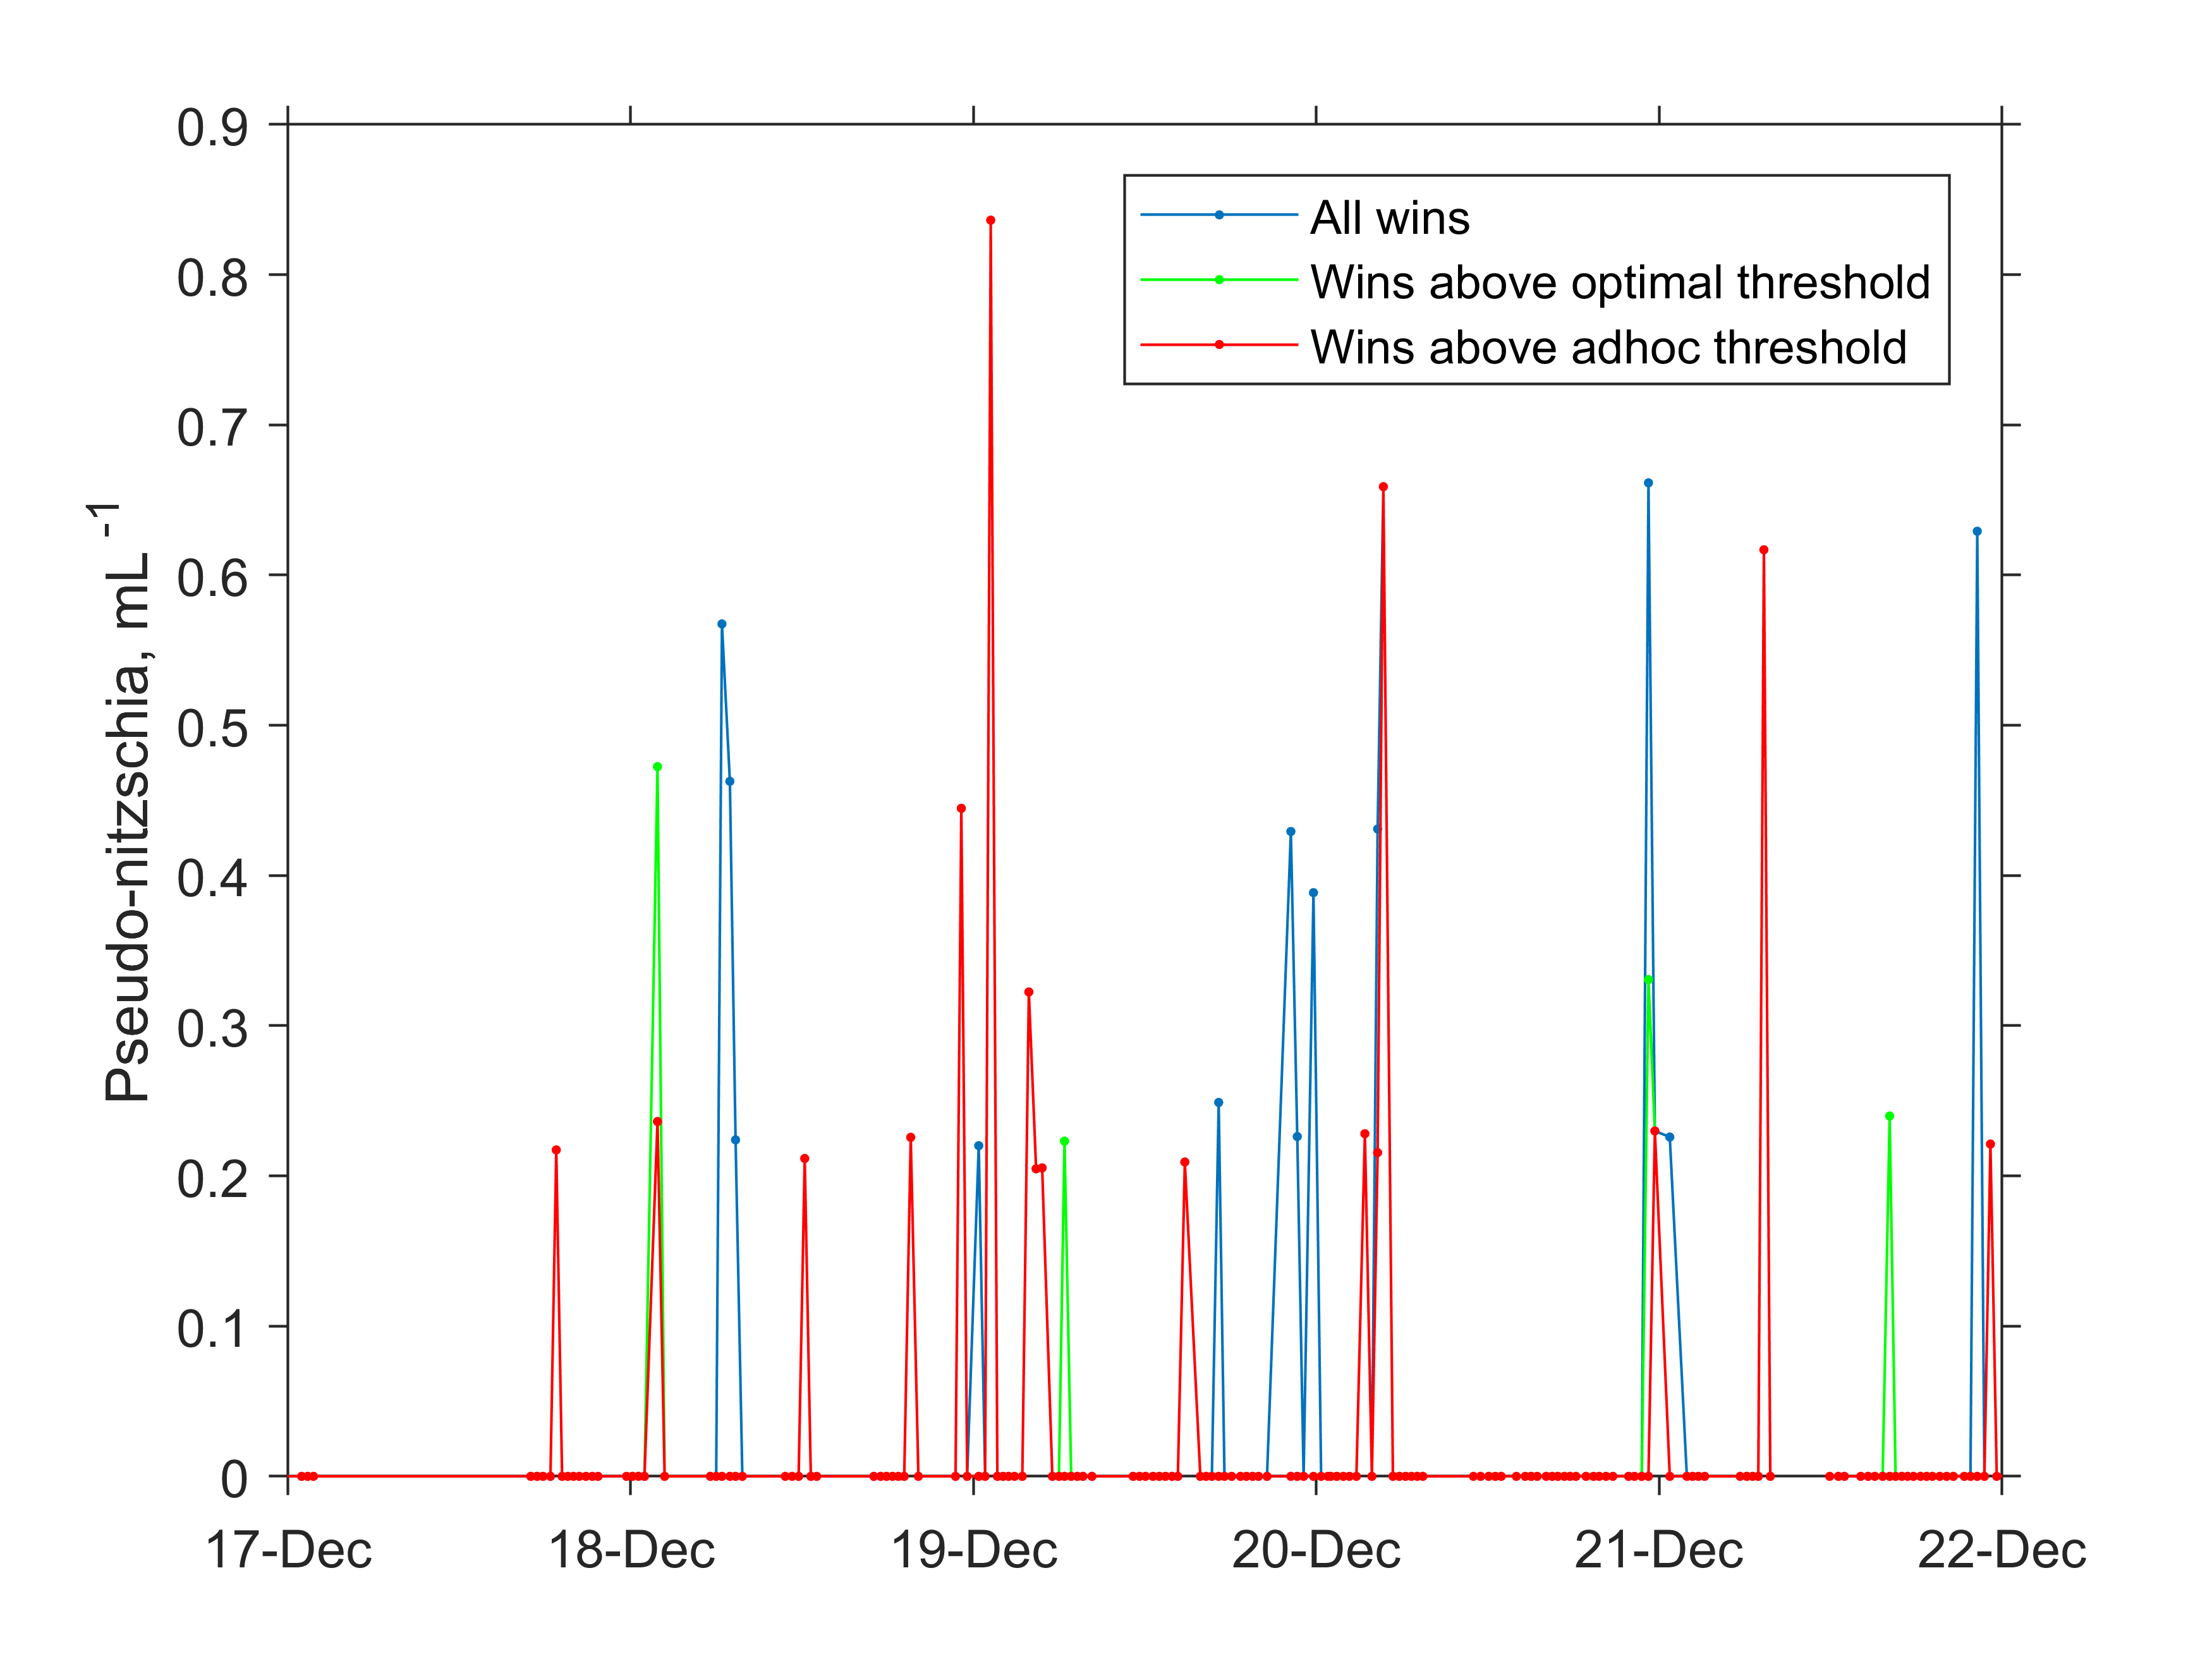 0.9
0.8
0.7
0.6
0.5
0.4
0.3
0.2
0.1
0
Pseudo-nitzschia, mL⁻¹
All wins
Wins above optimal threshold
Wins above adhoc threshold
17-Dec
18-Dec
19-Dec
20-Dec
21-Dec
22-Dec